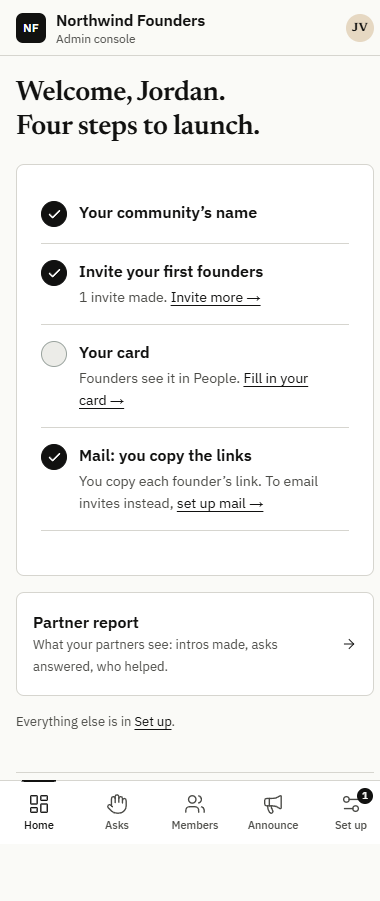 NF
Northwind Founders
Admin console
JV
Welcome, Jordan.
Four steps to launch.
Your community’s name
Invite your first founders
1 invite made. Invite more →
Your card
Founders see it in People. Fill in your
card →
Mail: you copy the links
You copy each founder’s link. To email
invites instead, set up mail →
Partner report
What your partners see: intros made, asks
answered, who helped.
→
Everything else is in Set up.
1
Home
Asks
Members
Announce
Set up